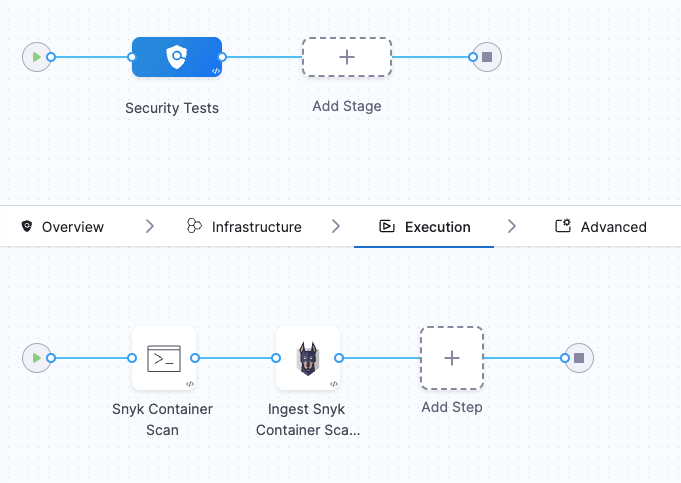 Security Tests
Add Stage
Overview
Infrastructure
Execution
Advanced
>_
Snyk Container
Scan
Ingest Snyk
Container Sca...
Add Step